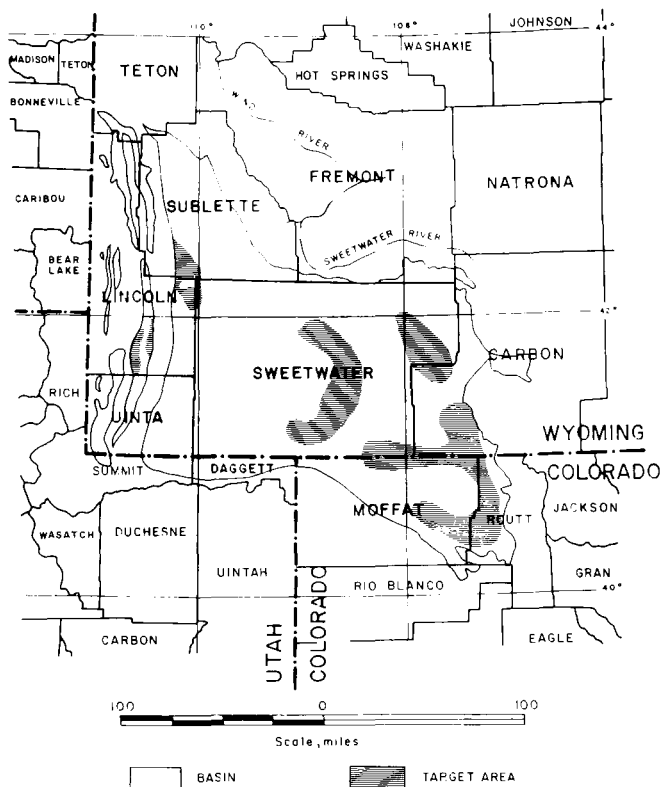 110°
108°
JOHNSON
44°
WASHAKIE
MADISON
TETON
TETON
HOT SPRINGS
BONNEVILLE
WIND
RIVER
FREMONT
NATRONA
SUBLETTE
CARIBOU
SWEETWATER RIVER
BEAR
LAKE
LINCOLN
42°
CARBON
SWEETWATER
RICH
UINTA
WYOMING
SUMMIT
DAGGETT
COLORADO
MOFFAT
JACKSON
ROUTT
WASATCH
DUCHESNE
UINTAH
GRAN
RIO BLANCO
40°
CARBON
UTAH
COLORADO
EAGLE
100
0
100
Scale, miles
BASIN
TARGET AREA